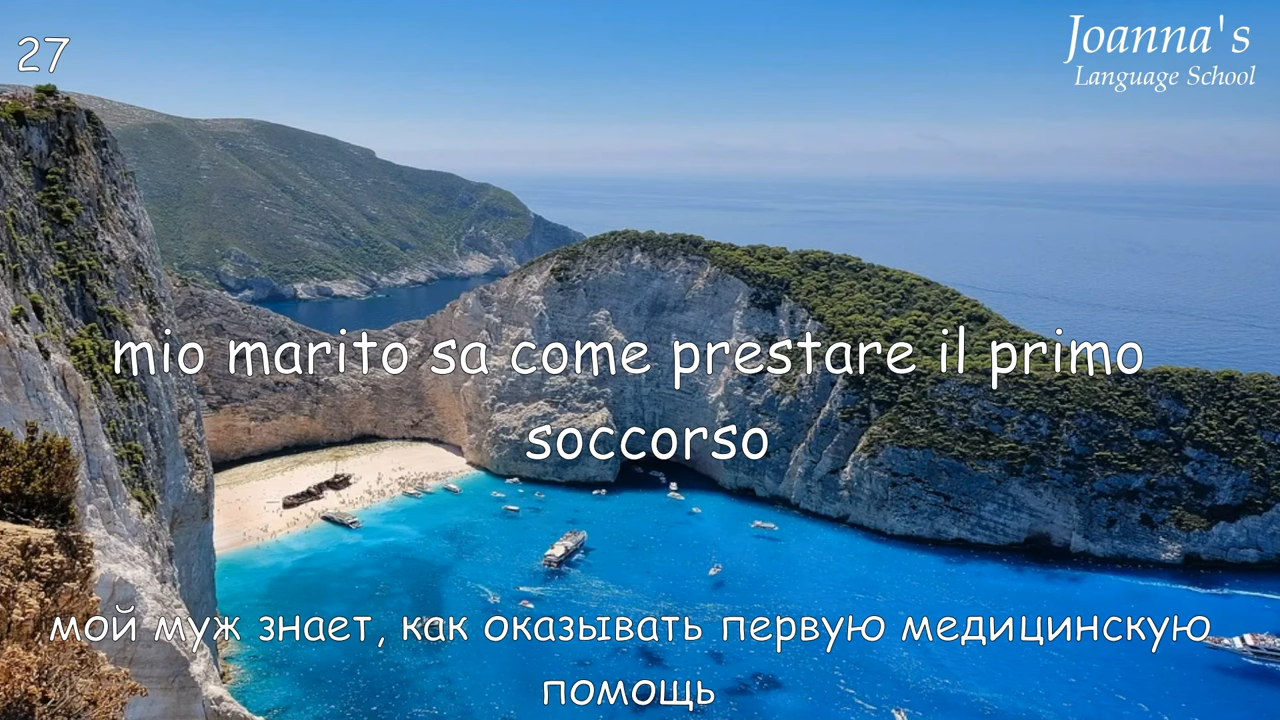 27
Joanna's
Language School
mio marito sa come prestare il primo
soccorso
мой муж знает, как оказывать первую медицинскую
помощь